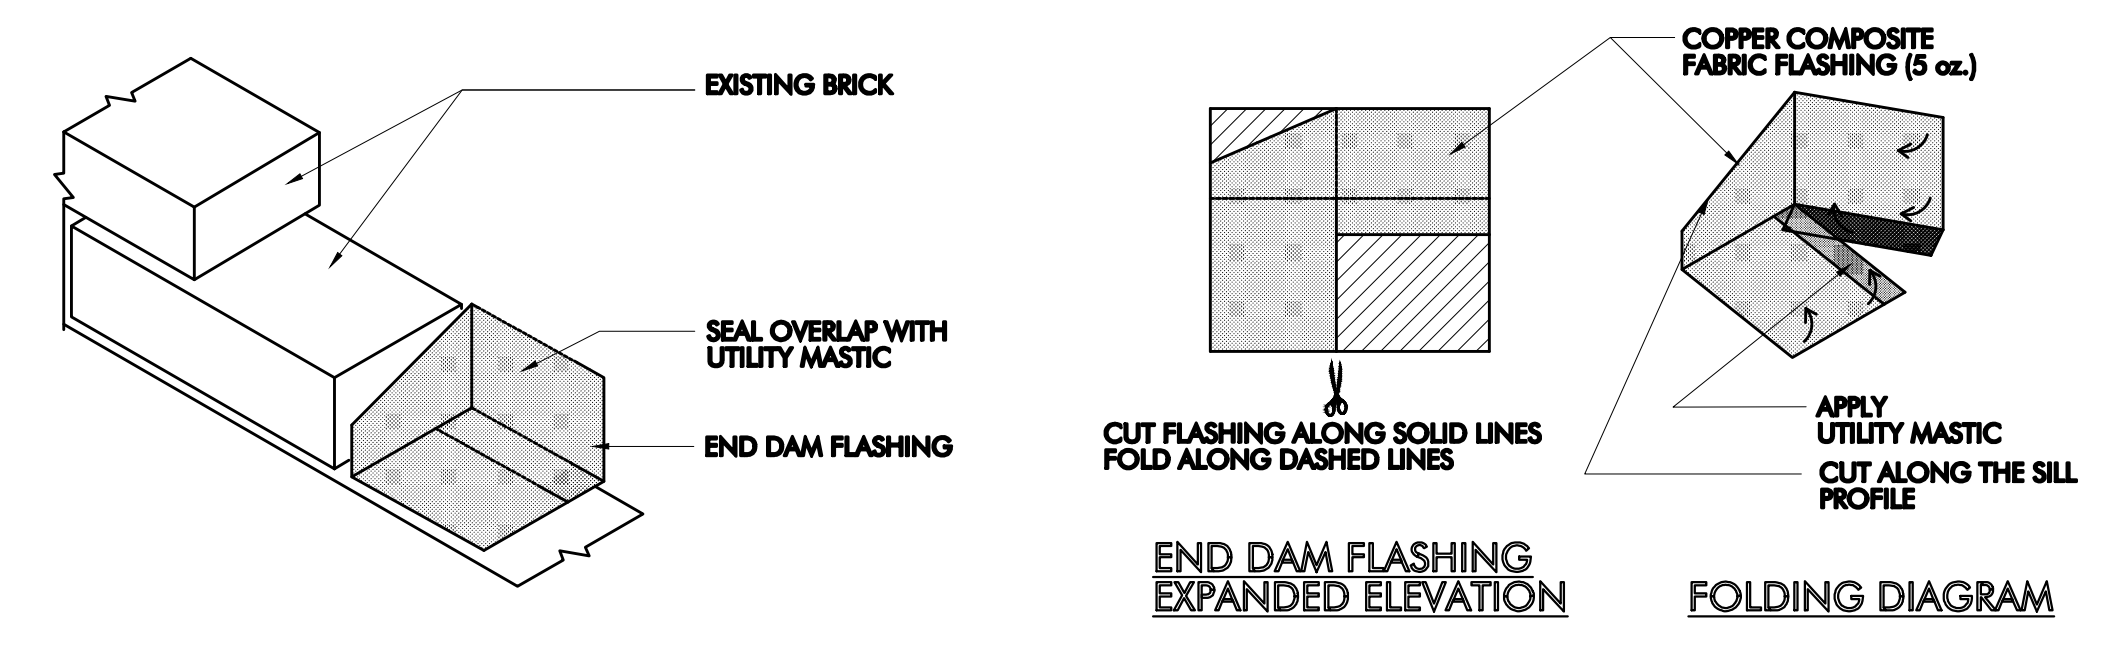 EXISTING BRICK
SEAL OVERLAP WITH
UTILITY MASTIC
END DAM FLASHING
COPPER COMPOSITE
FABRIC FLASHING (5 oz.)
CUT FLASHING ALONG SOLID LINES
FOLD ALONG DASHED LINES
APPLY
UTILITY MASTIC
CUT ALONG THE SILL
PROFILE
END DAM FLASHING
EXPANDED ELEVATION
FOLDING DIAGRAM